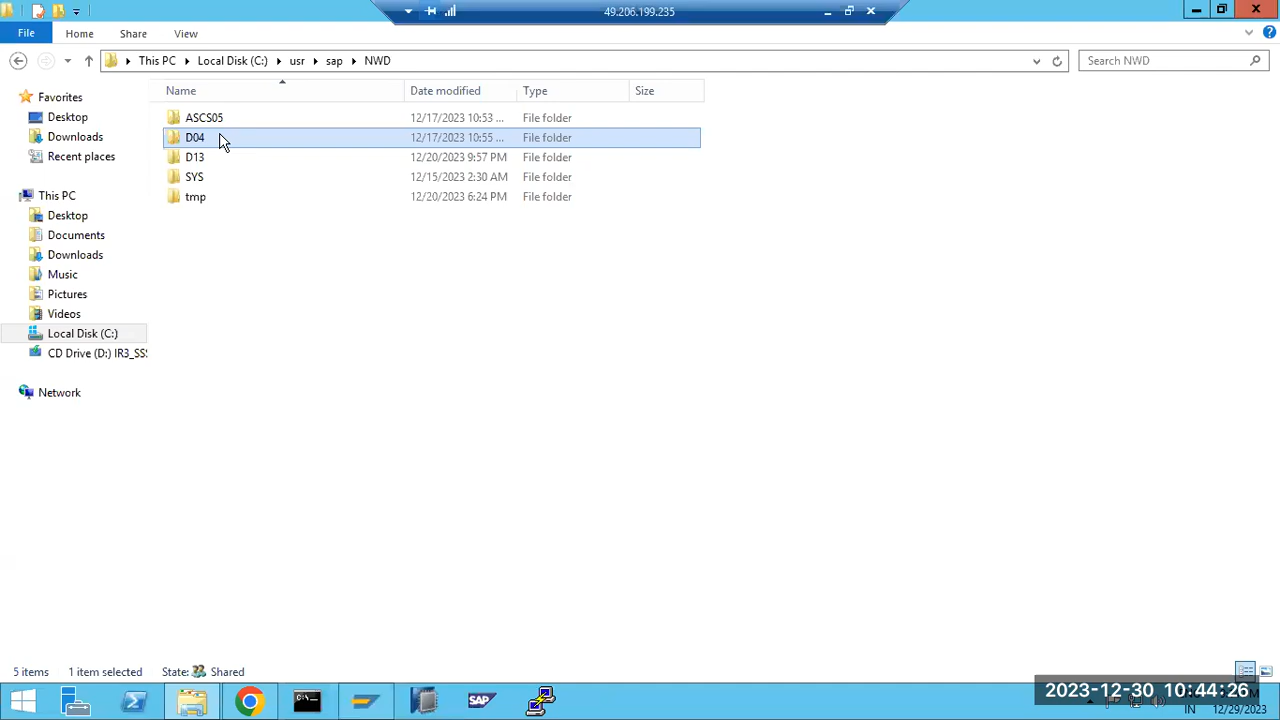 49.206.199.235
File Home Share View
This PC Local Disk (C:) usr sap NWD
Search NWD
Name Date modified Type Size
Favorites
Desktop
Downloads
Recent places
This PC
Desktop
Documents
Downloads
Music
Pictures
Videos
Local Disk (C:)
CD Drive (D:) IR3_SS
Network
ASCS05 12/17/2023 10:53 ... File folder
D04 12/17/2023 10:55 ... File folder
D13 12/20/2023 9:57 PM File folder
SYS 12/15/2023 2:30 AM File folder
tmp 12/20/2023 6:24 PM File folder
5 items 1 item selected State: Shared
SAP
2023-12-30 10:44:26
IN 12/29/2023